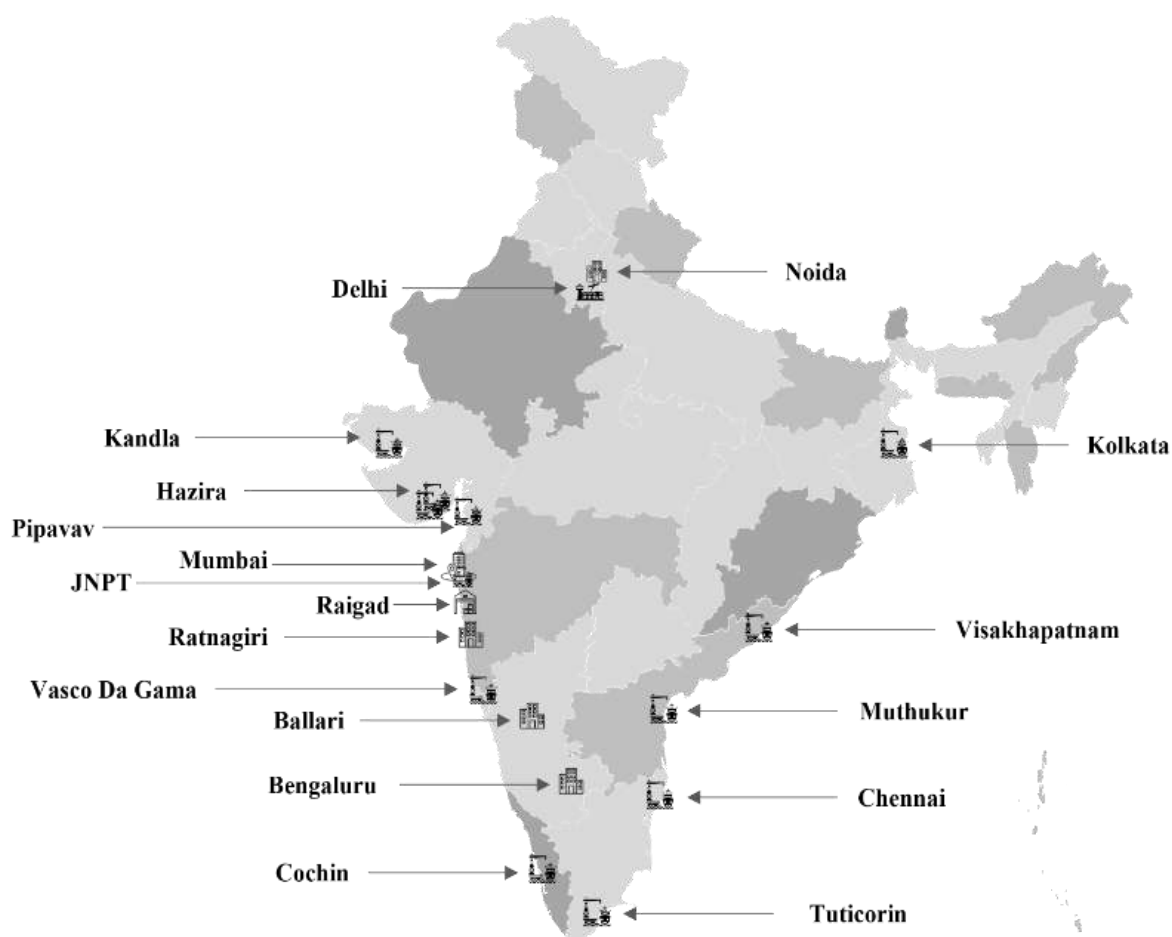 Noida
Delhi
Kandla
Kolkata
Hazira
Pipavav
Mumbai
JNPT
Raigad
Ratnagiri
Visakhapatnam
Vasco Da Gama
Muthukur
Ballari
Bengaluru
Chennai
Cochin
Tuticorin